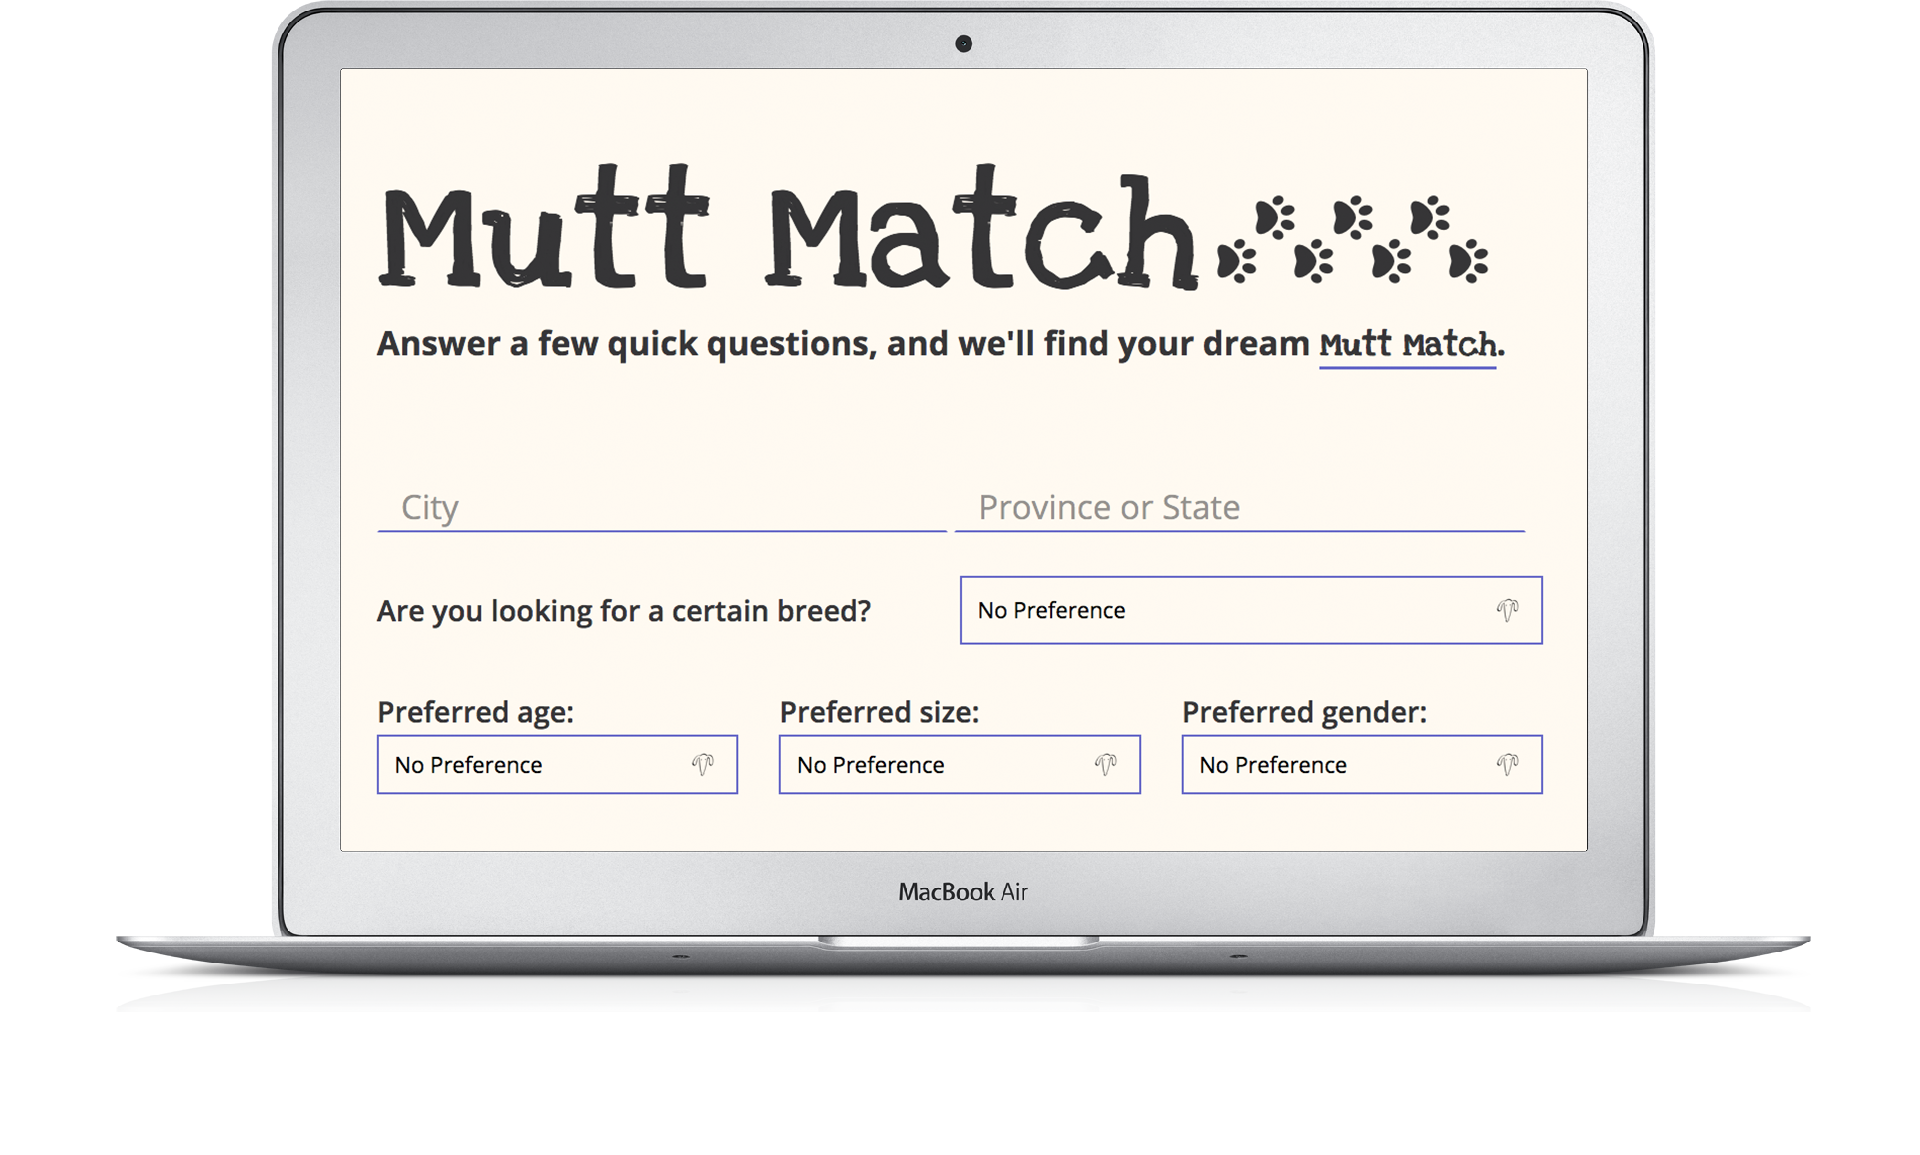 Mutt Match
Answer a few quick questions, and we'll find your dream Mutt Match.
City Province or State
Are you looking for a certain breed? No Preference
Preferred age: Preferred size: Preferred gender:
No Preference No Preference No Preference
MacBook Air